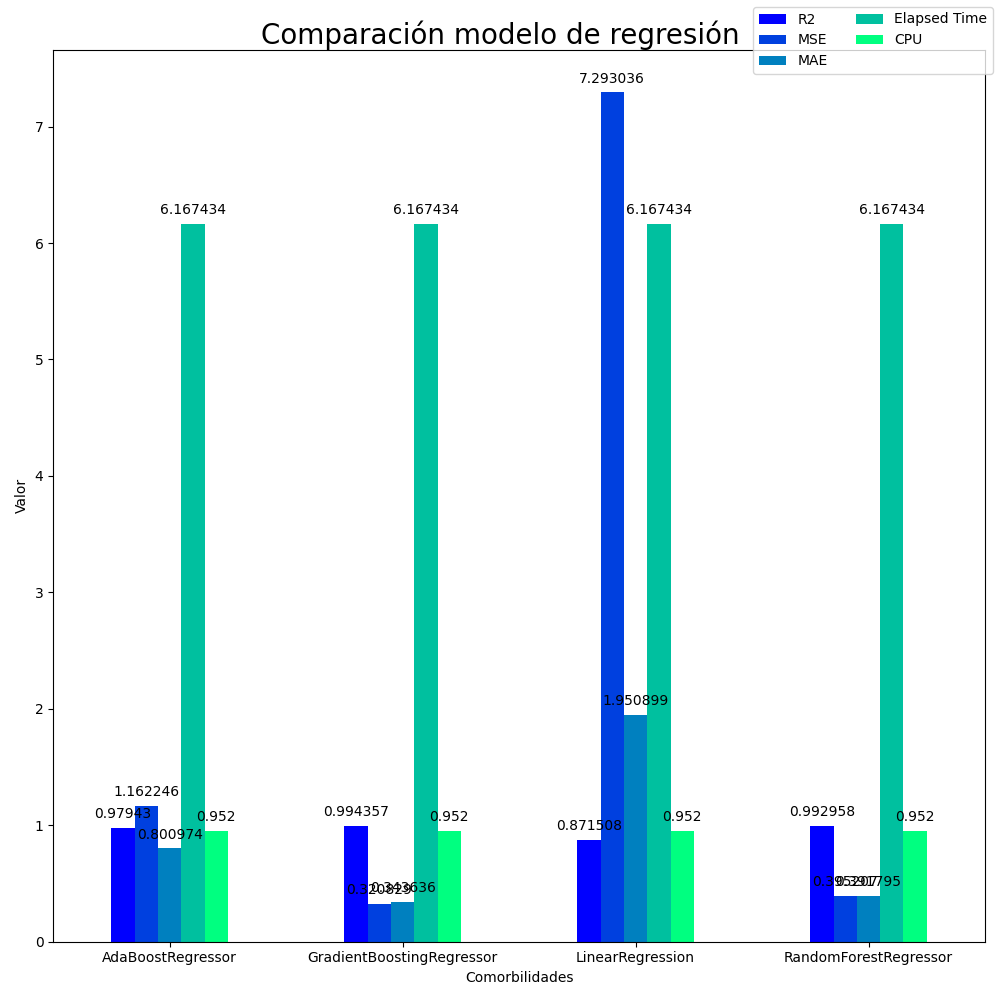 Comparación modelo de regresión
R2
MSE
MAE
Elapsed Time
CPU
Valor
7
6
5
4
3
2
1
0
0.97943
1.162246
0.800974
6.167434
0.952
0.994357
0.343636
6.167434
0.952
0.871508
7.293036
1.950899
6.167434
0.952
0.992958
6.167434
0.952
AdaBoostRegressor
GradientBoostingRegressor
LinearRegression
RandomForestRegressor
Comorbilidades